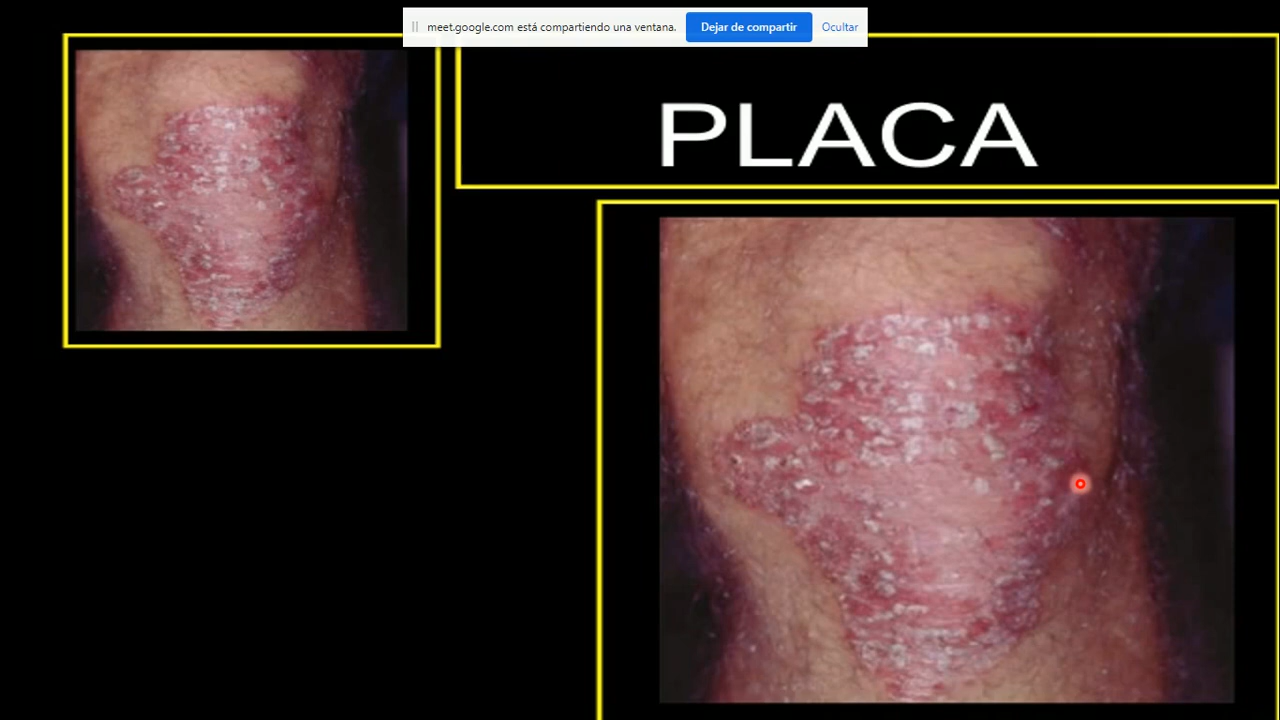 meet.google.com está compartiendo una ventana.
Dejar de compartir
Ocultar
PLACA